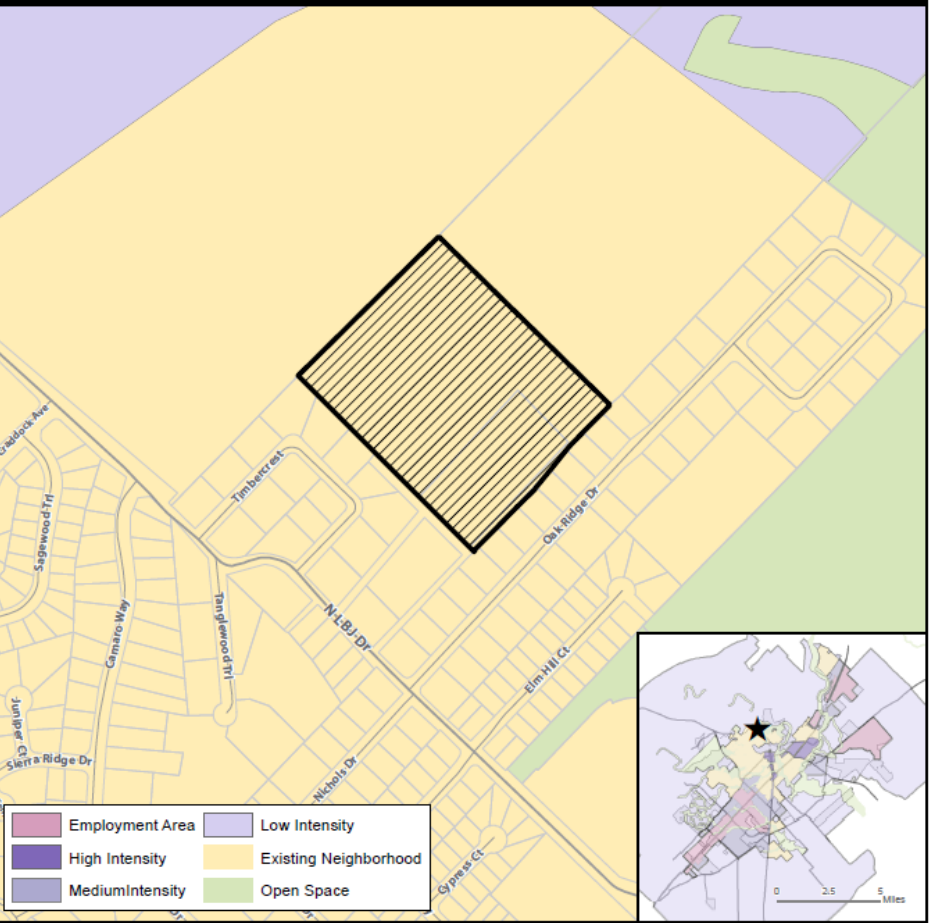 Craddock Ave
Sagewood Trl
Timbercrest
Camaro Way
Tanglewood Trl
N LBJ Dr
Oak Ridge Dr
Elm Hill Ct
Juniper Ct
Sierra Ridge Dr
Nichols Dr
Cypress Ct
Dr
Dr
Employment Area
Low Intensity
High Intensity
Existing Neighborhood
MediumIntensity
Open Space
0 2.5 5
Miles